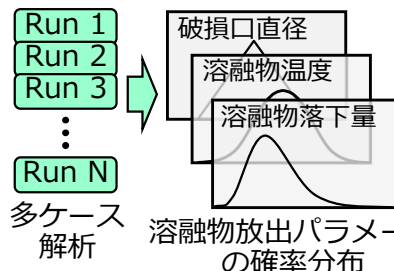 Run 1
Run 2
Run 3
Run N
多ケース
解析
破損口直径
溶融物温度
溶融物落下量
溶融物放出パラメー
の確率分布